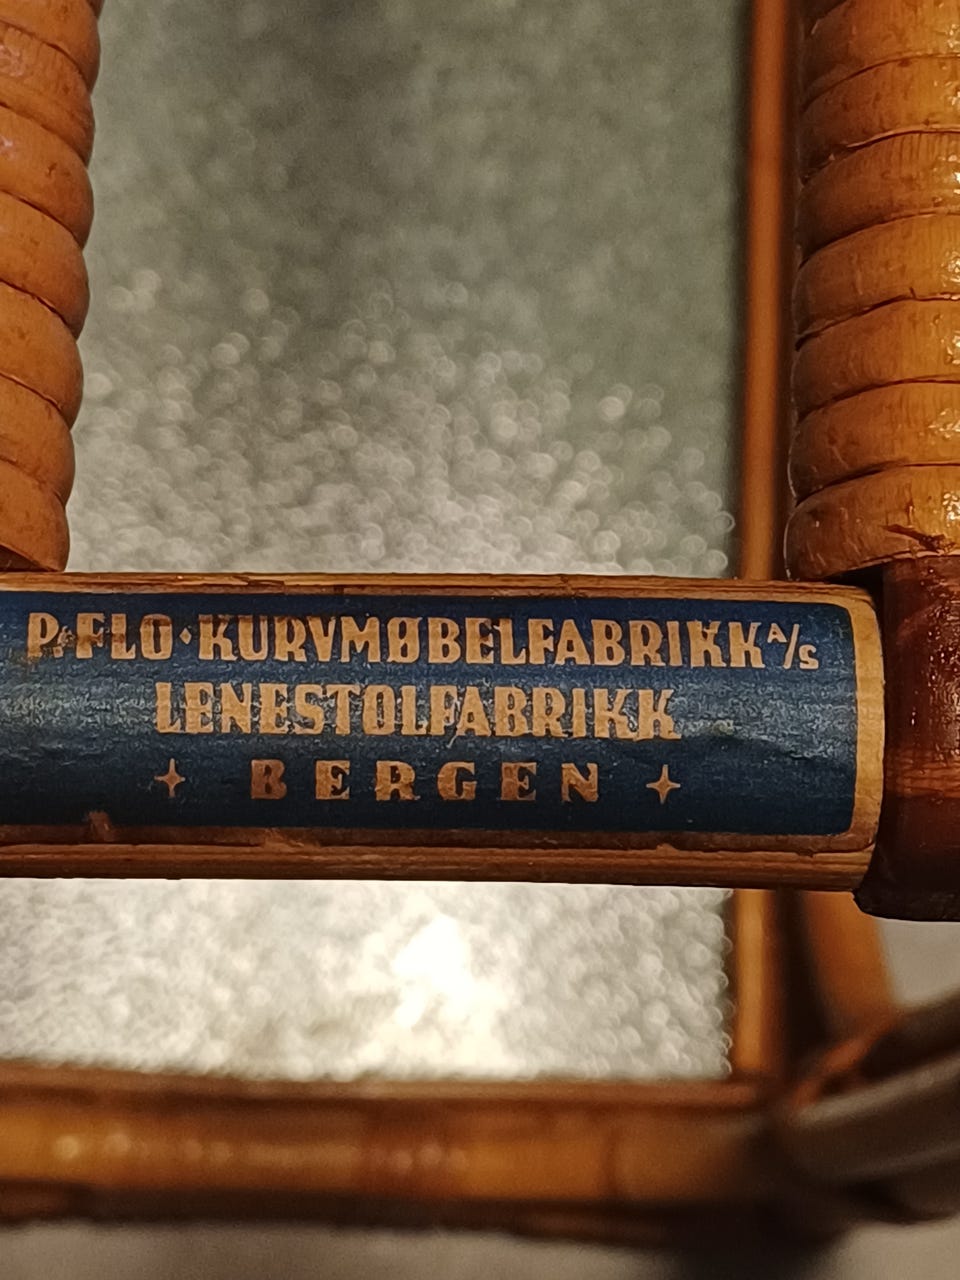 P. FLO · KURVMØBELFABRIKK A/S
LENESTOLFABRIKK
BERGEN